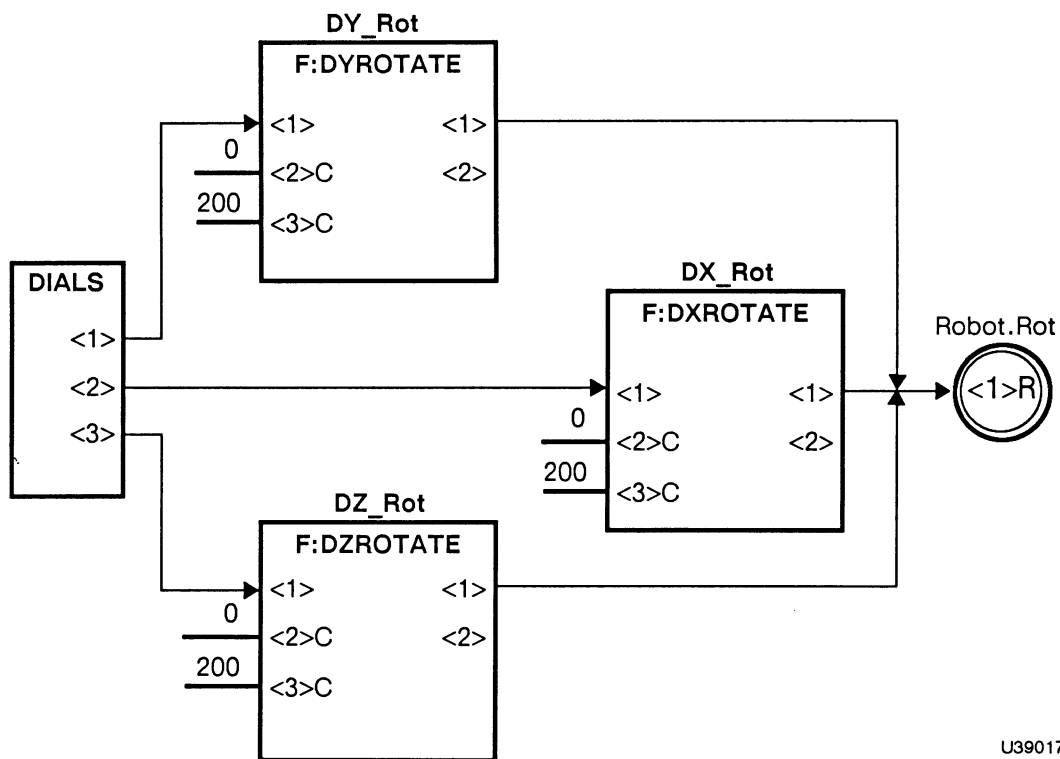 DY_Rot
F:DYROTATE
<1> <1>
0
<2>C <2>
200
<3>C
DIALS
<1>
<2>
<3>
DX_Rot
F:DXROTATE
<1> <1>
0
<2>C <2>
200
<3>C
Robot.Rot
<1>R
DZ_Rot
F:DZROTATE
<1> <1>
0
<2>C <2>
200
<3>C
U39017